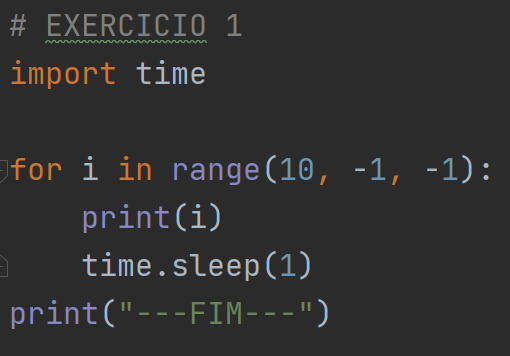 # EXERCICIO 1
import time
for i in range(10, -1, -1):
    print(i)
    time.sleep(1)
print("---FIM---")